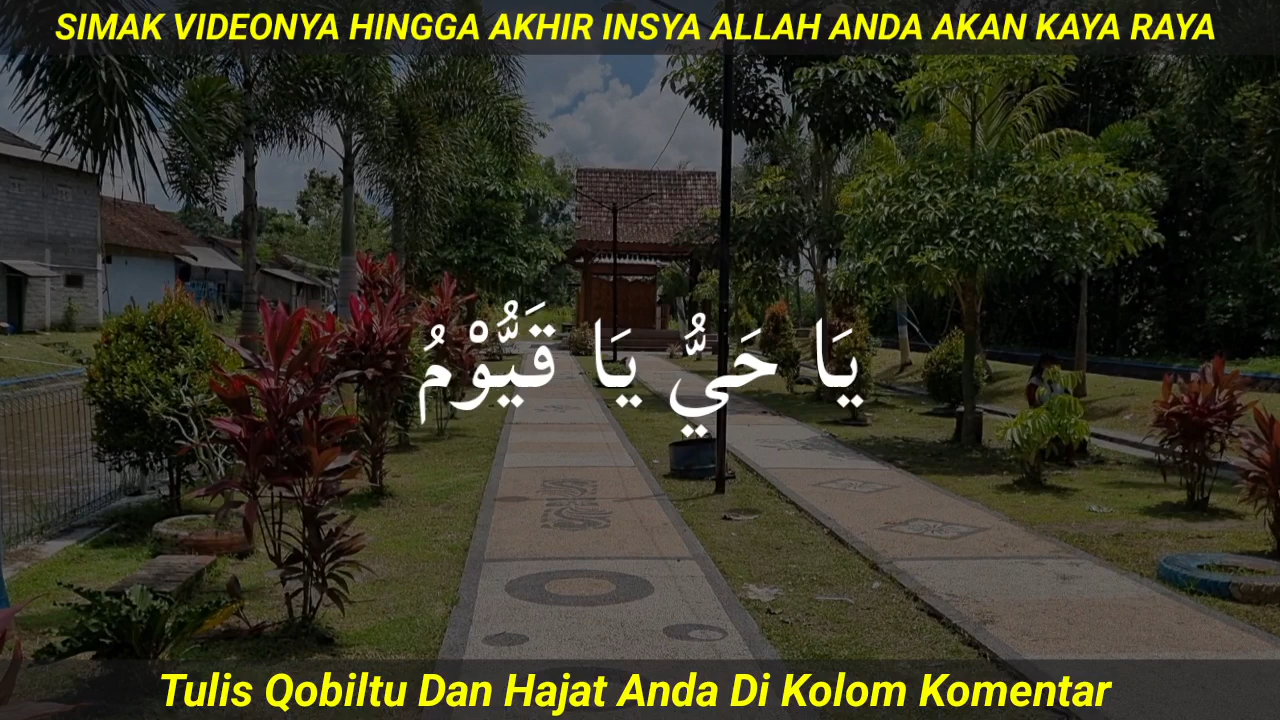 SIMAK VIDEONYA HINGGA AKHIR INSYA ALLAH ANDA AKAN KAYA RAYA
يَا حَيُّ يَا قَيُّوْمُ
Tulis Qobiltu Dan Hajat Anda Di Kolom Komentar